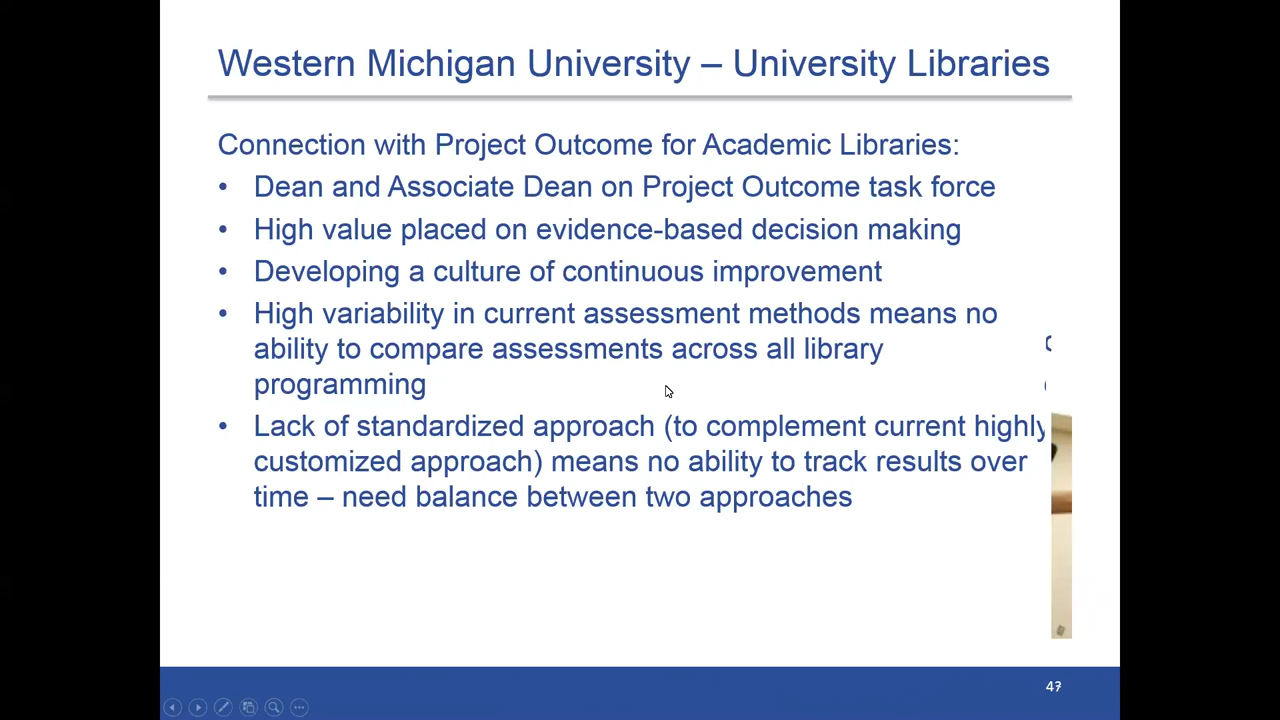 Western Michigan University – University Libraries
Connection with Project Outcome for Academic Libraries:
• Dean and Associate Dean on Project Outcome task force
• High value placed on evidence-based decision making
• Developing a culture of continuous improvement
• High variability in current assessment methods means no
ability to compare assessments across all library
programming
• Lack of standardized approach (to complement current highly
customized approach) means no ability to track results over
time – need balance between two approaches